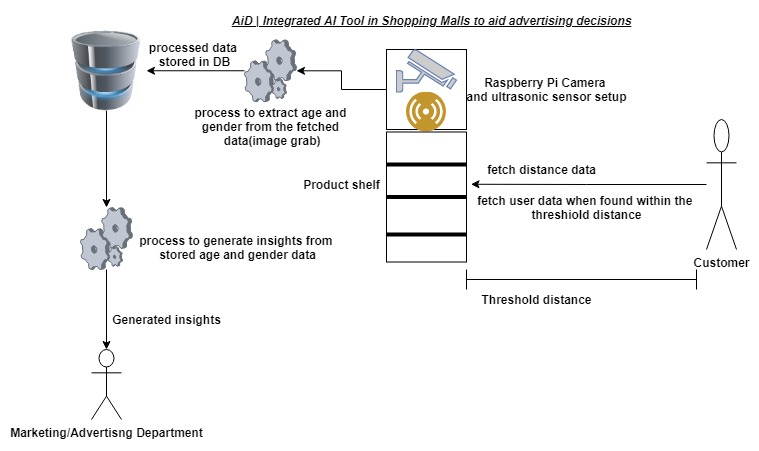 AiD | Integrated AI Tool in Shopping Malls to aid advertising decisions
processed data
stored in DB
process to extract age and
gender from the fetched
data(image grab)
Raspberry Pi Camera
and ultrasonic sensor setup
Product shelf
fetch distance data
fetch user data when found within the
threshiold distance
Customer
process to generate insights from
stored age and gender data
Threshold distance
Generated insights
Marketing/Advertisng Department